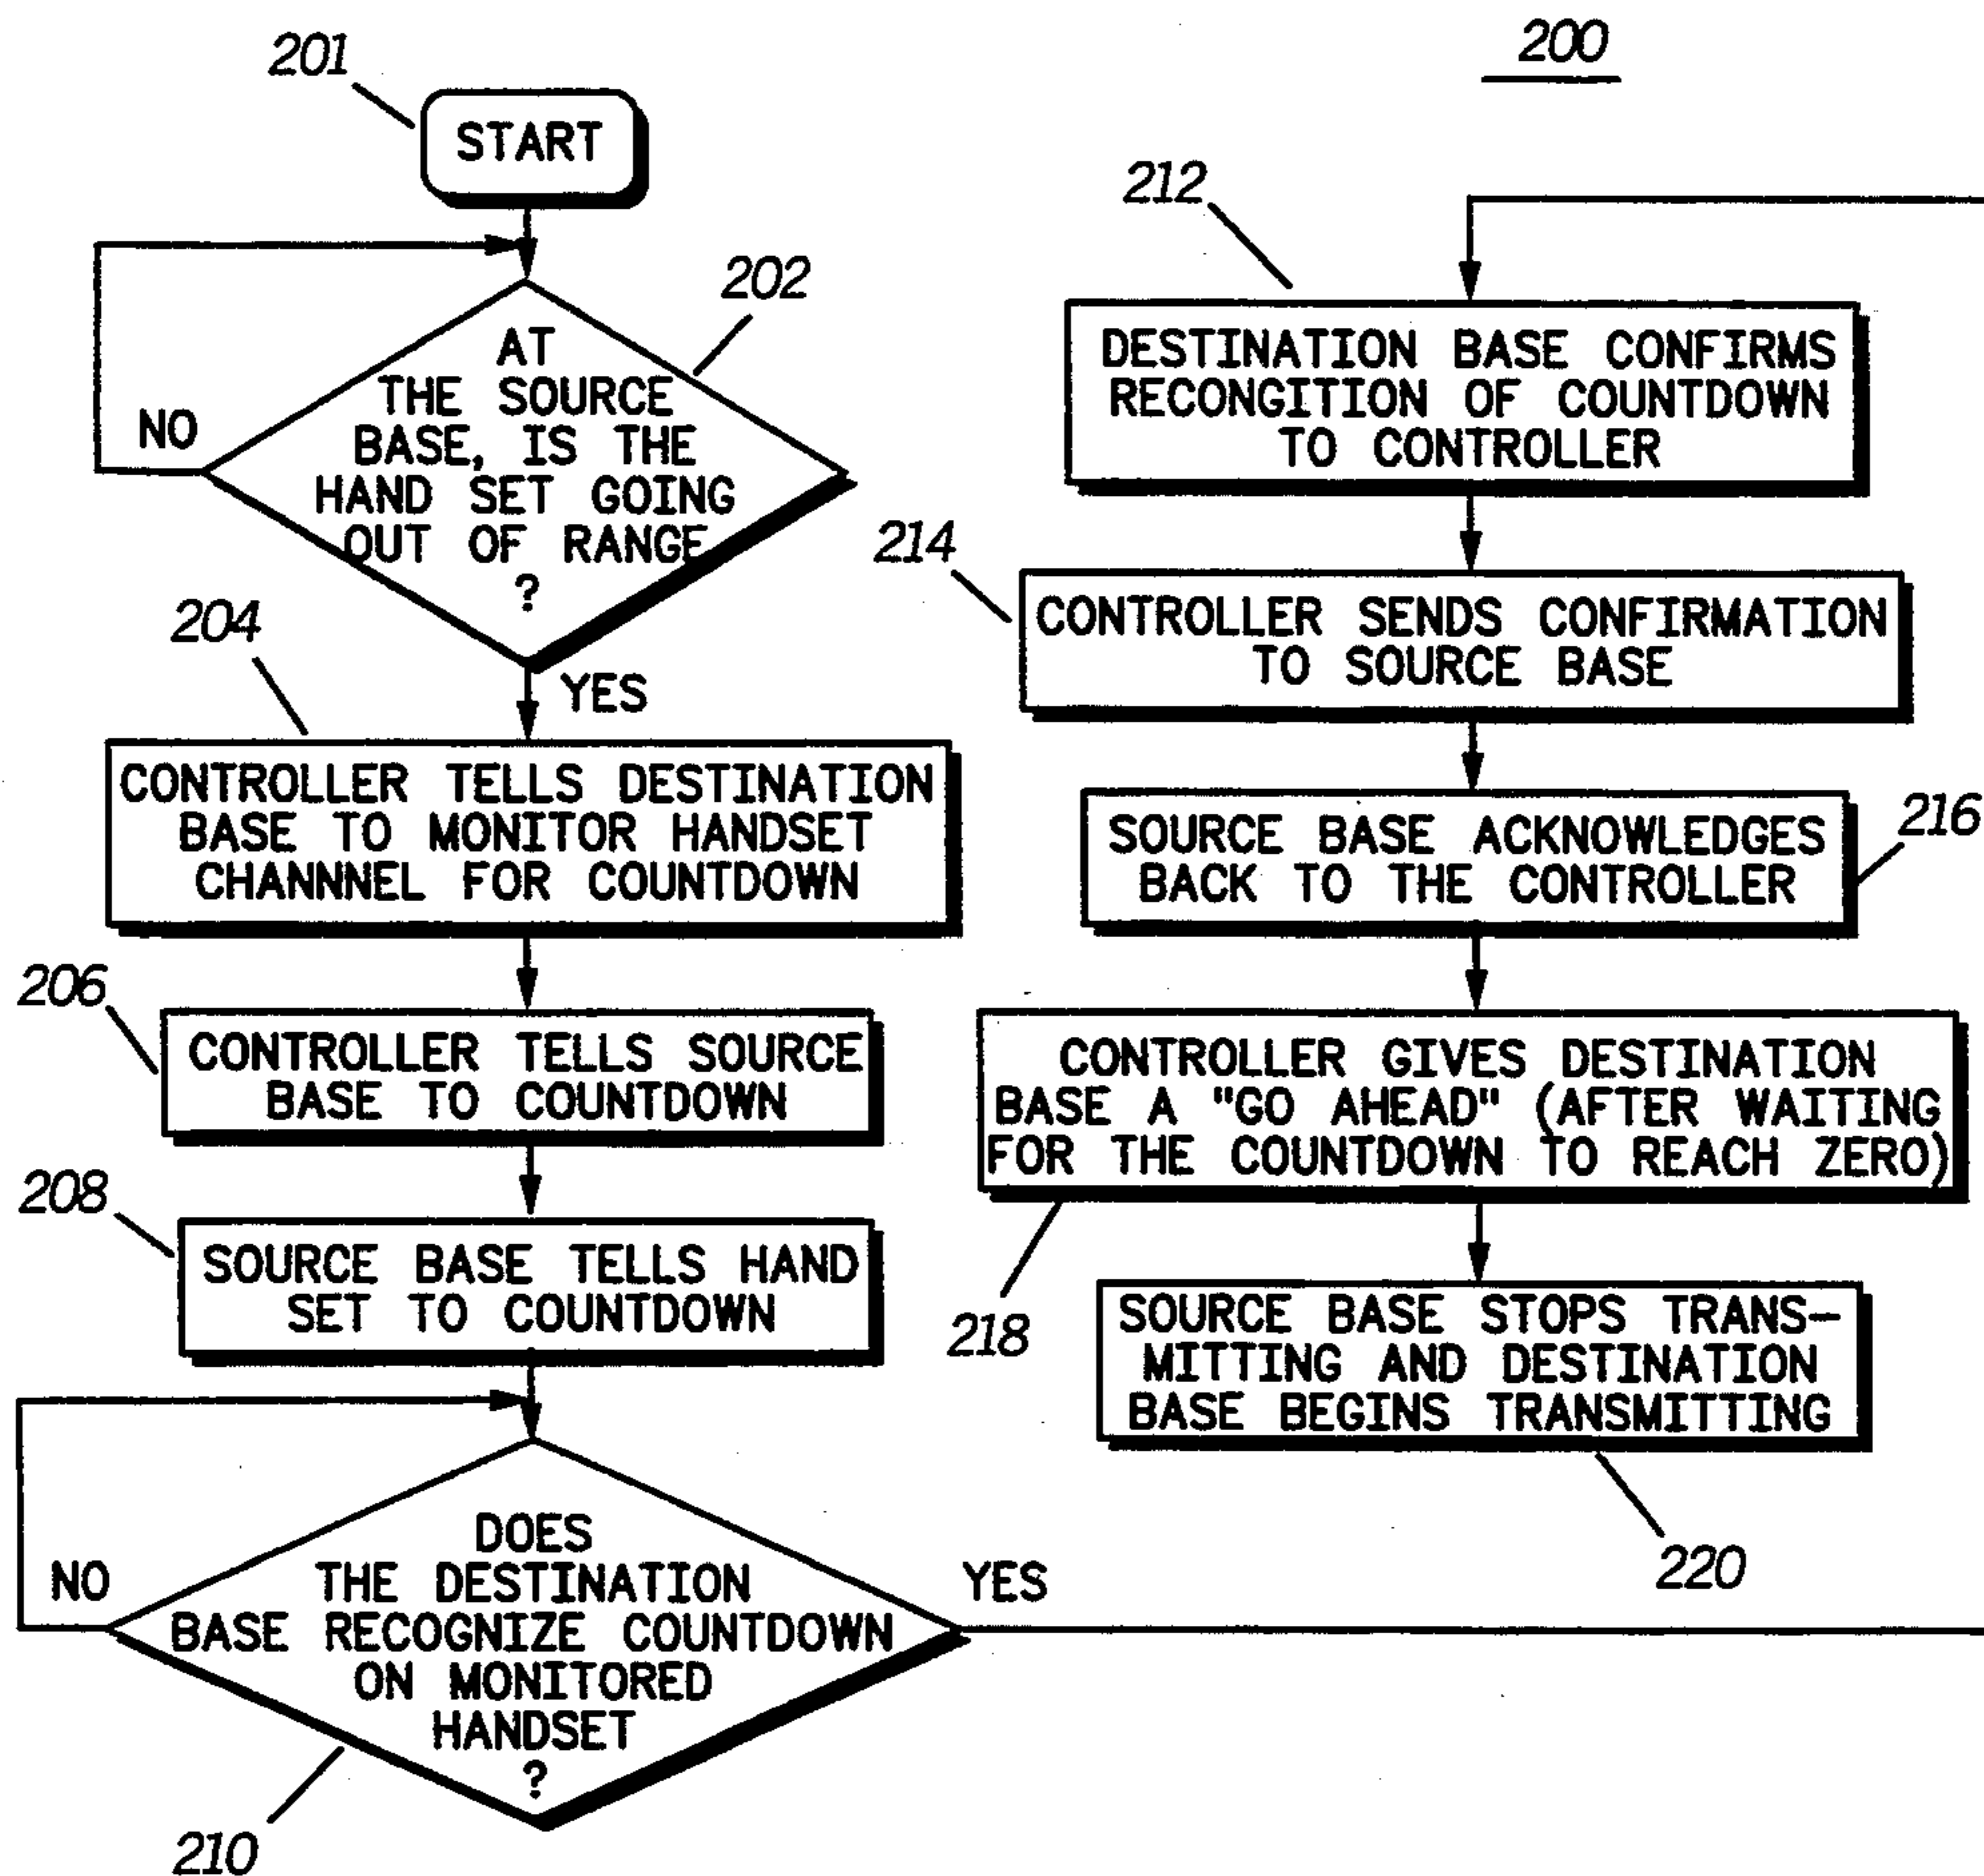 200
201
START
202
AT
THE SOURCE
BASE, IS THE
HAND SET GOING
OUT OF RANGE
?
NO
YES
204
CONTROLLER TELLS DESTINATION
BASE TO MONITOR HANDSET
CHANNNEL FOR COUNTDOWN
206
CONTROLLER TELLS SOURCE
BASE TO COUNTDOWN
208
SOURCE BASE TELLS HAND
SET TO COUNTDOWN
DOES
THE DESTINATION
BASE RECOGNIZE COUNTDOWN
ON MONITORED
HANDSET
?
NO
YES
210
212
DESTINATION BASE CONFIRMS
RECONGITION OF COUNTDOWN
TO CONTROLLER
214
CONTROLLER SENDS CONFIRMATION
TO SOURCE BASE
216
SOURCE BASE ACKNOWLEDGES
BACK TO THE CONTROLLER
CONTROLLER GIVES DESTINATION
BASE A "GO AHEAD" (AFTER WAITING
FOR THE COUNTDOWN TO REACH ZERO)
218
SOURCE BASE STOPS TRANS-
MITTING AND DESTINATION
BASE BEGINS TRANSMITTING
220